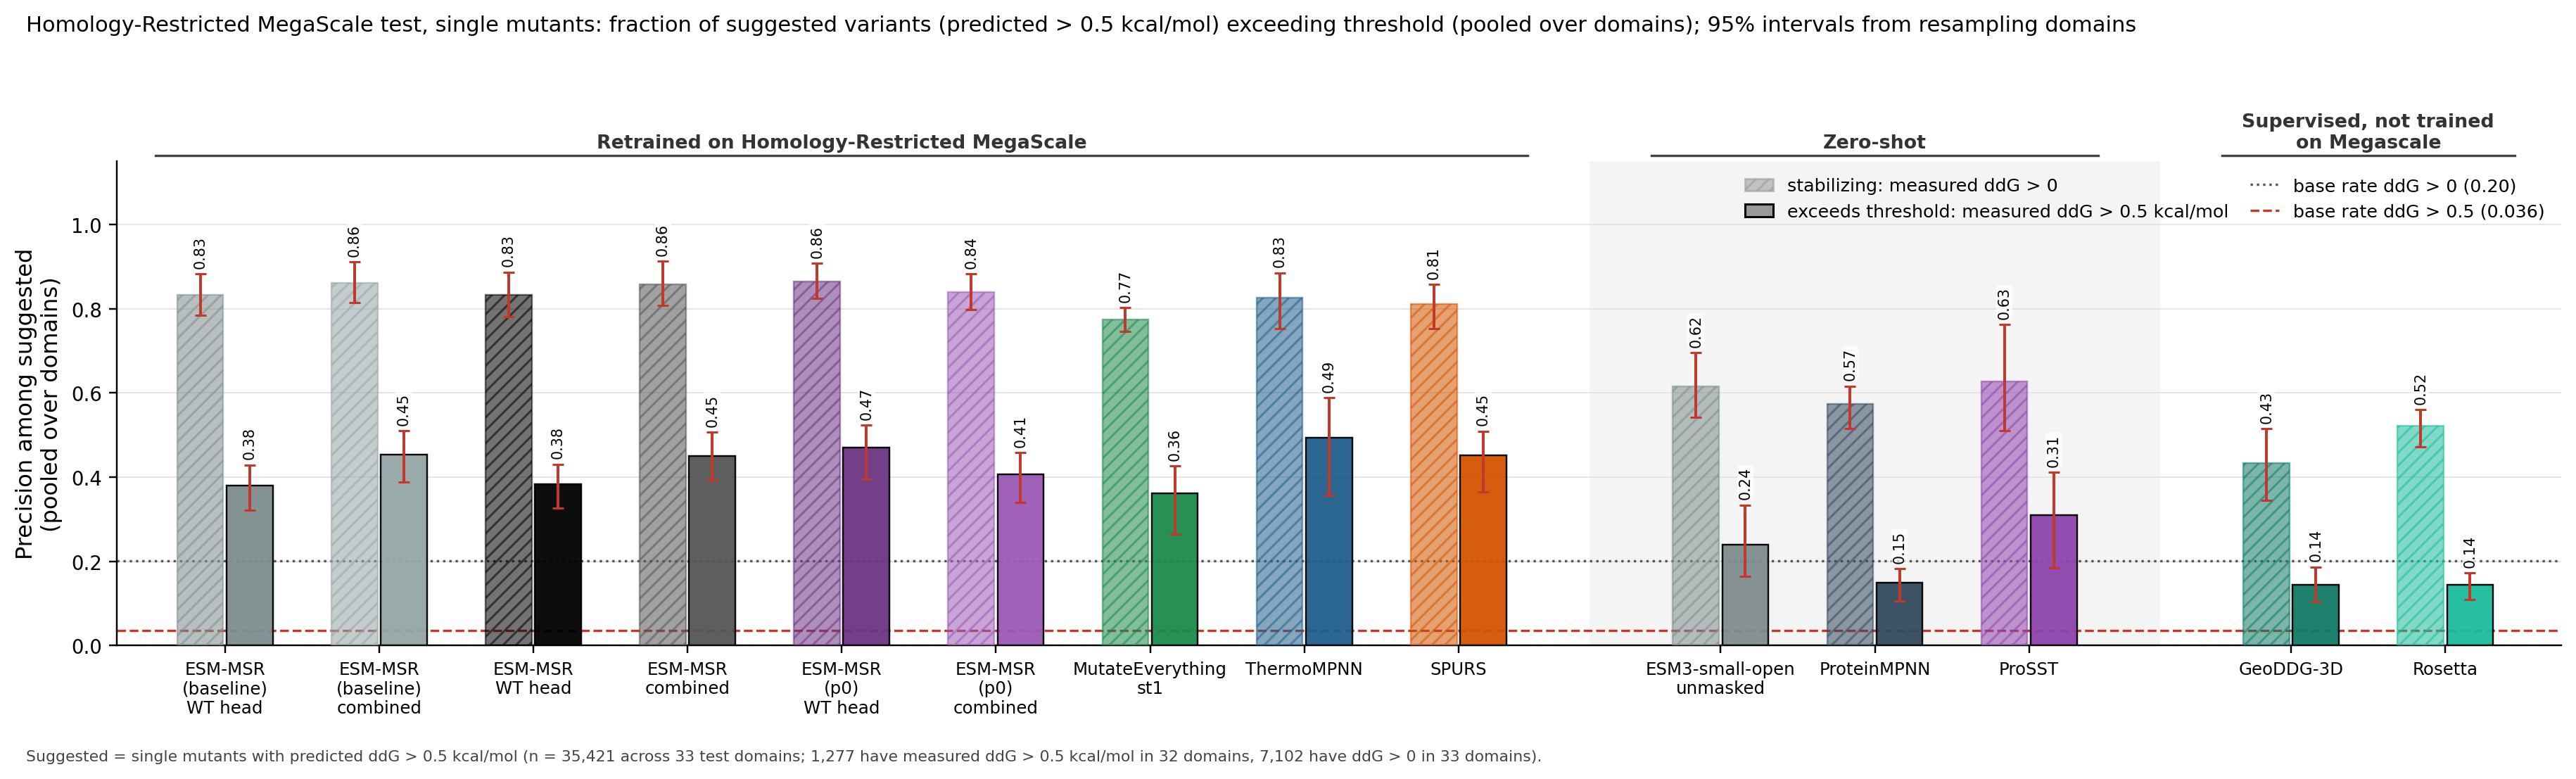 Homology-Restricted MegaScale test, single mutants: fraction of suggested variants (predicted > 0.5 kcal/mol) exceeding threshold (pooled over domains); 95% intervals from resampling domains
Retrained on Homology-Restricted MegaScale
Zero-shot
Supervised, not trained
on Megascale
stabilizing: measured ddG > 0
exceeds threshold: measured ddG > 0.5 kcal/mol
base rate ddG > 0 (0.20)
base rate ddG > 0.5 (0.036)
Precision among suggested
(pooled over domains)
1.0
0.8
0.6
0.4
0.2
0.0
0.83
0.38
0.86
0.45
0.83
0.38
0.86
0.45
0.86
0.47
0.84
0.41
0.77
0.36
0.83
0.49
0.81
0.45
0.62
0.24
0.57
0.15
0.63
0.31
0.43
0.14
0.52
0.14
ESM-MSR
(baseline)
WT head
ESM-MSR
(baseline)
combined
ESM-MSR
WT head
ESM-MSR
combined
ESM-MSR
(p0)
WT head
ESM-MSR
(p0)
combined
MutateEverything
st1
ThermoMPNN
SPURS
ESM3-small-open
unmasked
ProteinMPNN
ProSST
GeoDDG-3D
Rosetta
Suggested = single mutants with predicted ddG > 0.5 kcal/mol (n = 35,421 across 33 test domains; 1,277 have measured ddG > 0.5 kcal/mol in 32 domains, 7,102 have ddG > 0 in 33 domains).